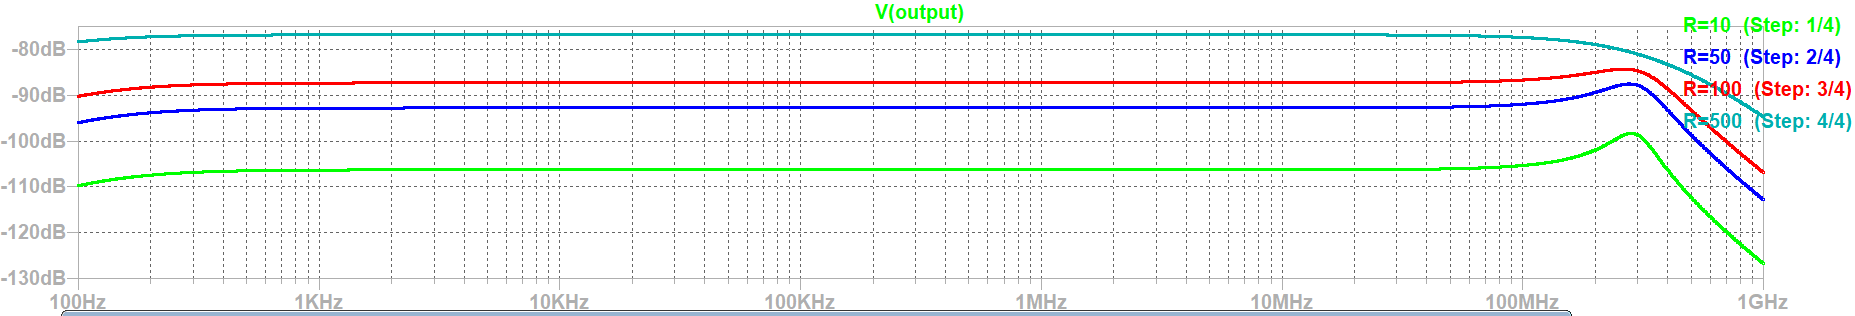 V(output)
R=10 (Step: 1/4)
-80dB
R=50 (Step: 2/4)
-90dB
R=100 (Step: 3/4)
R=500 (Step: 4/4)
-100dB
-110dB
-120dB
-130dB
100Hz 1KHz 10KHz 100KHz 1MHz 10MHz 100MHz 1GHz